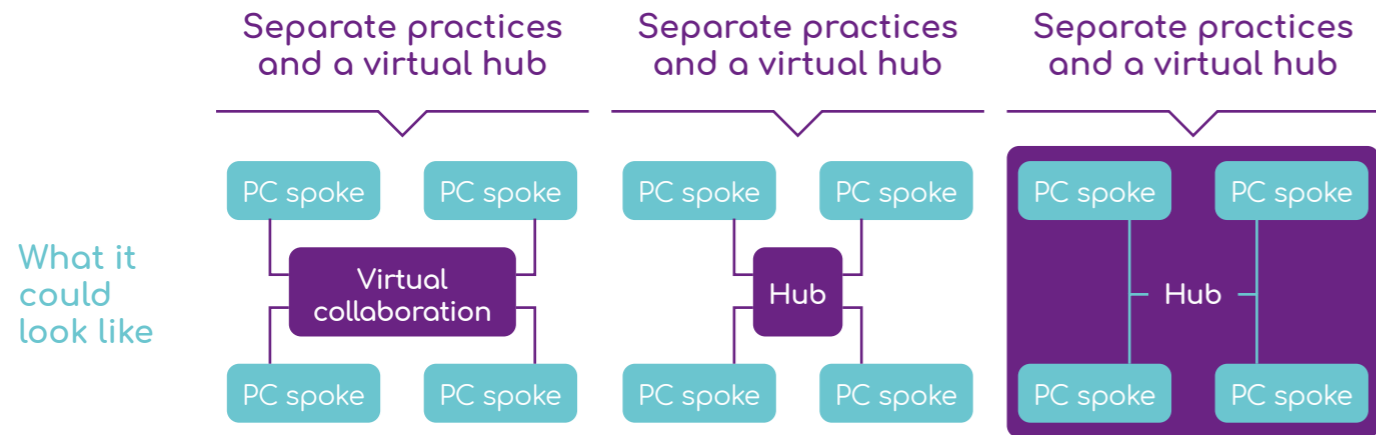 Separate practices
and a virtual hub
Separate practices
and a virtual hub
Separate practices
and a virtual hub
What it
could
look like
PC spoke
PC spoke
Virtual
collaboration
PC spoke
PC spoke
PC spoke
PC spoke
Hub
PC spoke
PC spoke
PC spoke
PC spoke
Hub
PC spoke
PC spoke